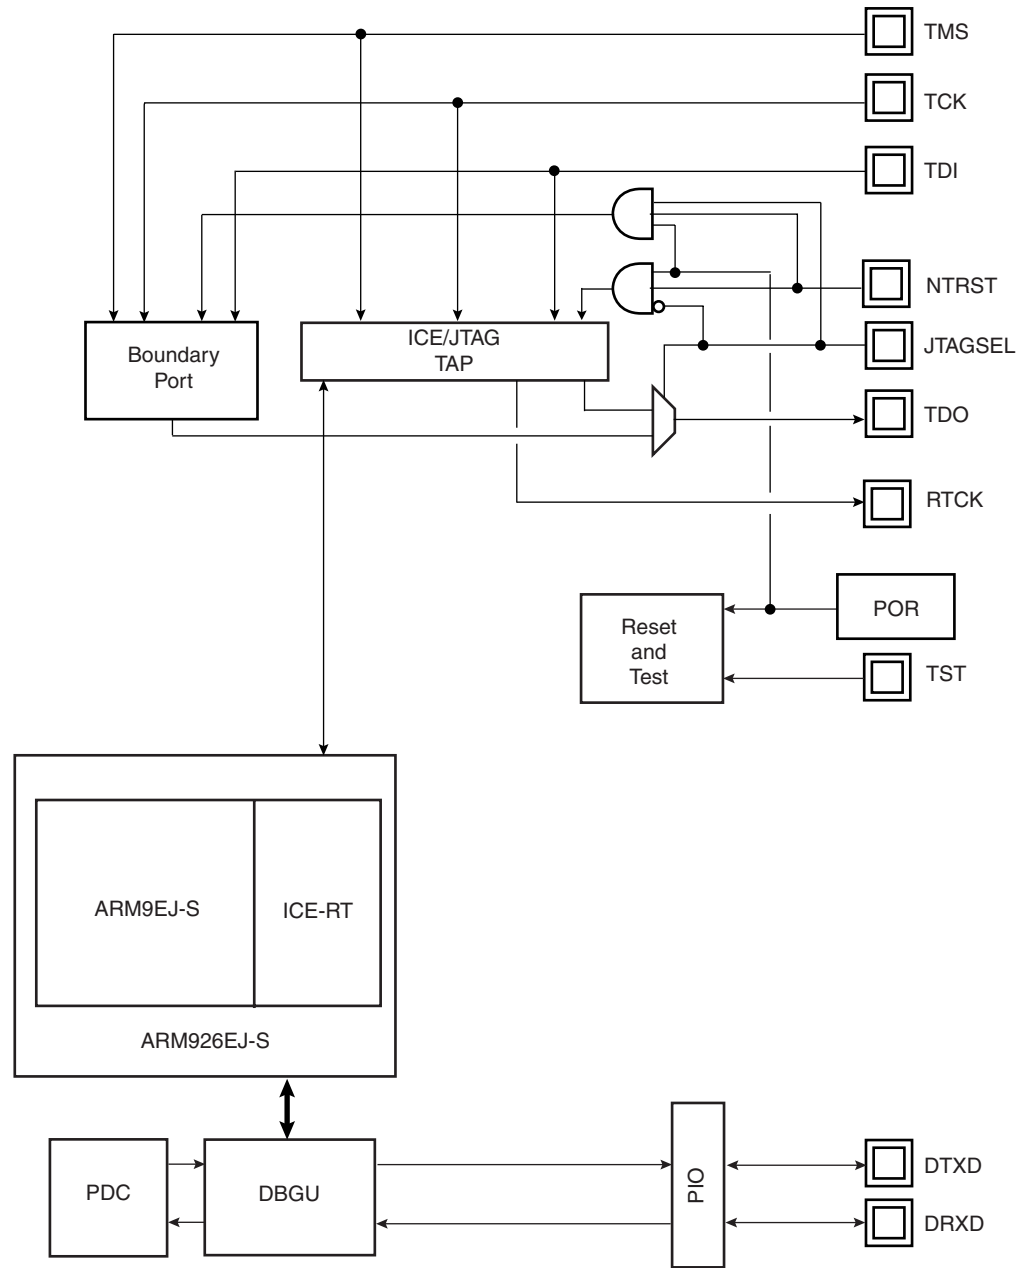 TMS
TCK
TDI
NTRST
JTAGSEL
TDO
RTCK
Boundary
Port
ICE/JTAG
TAP
POR
Reset
and
Test
TST
ARM9EJ-S
ICE-RT
ARM926EJ-S
PDC
DBGU
PIO
DTXD
DRXD